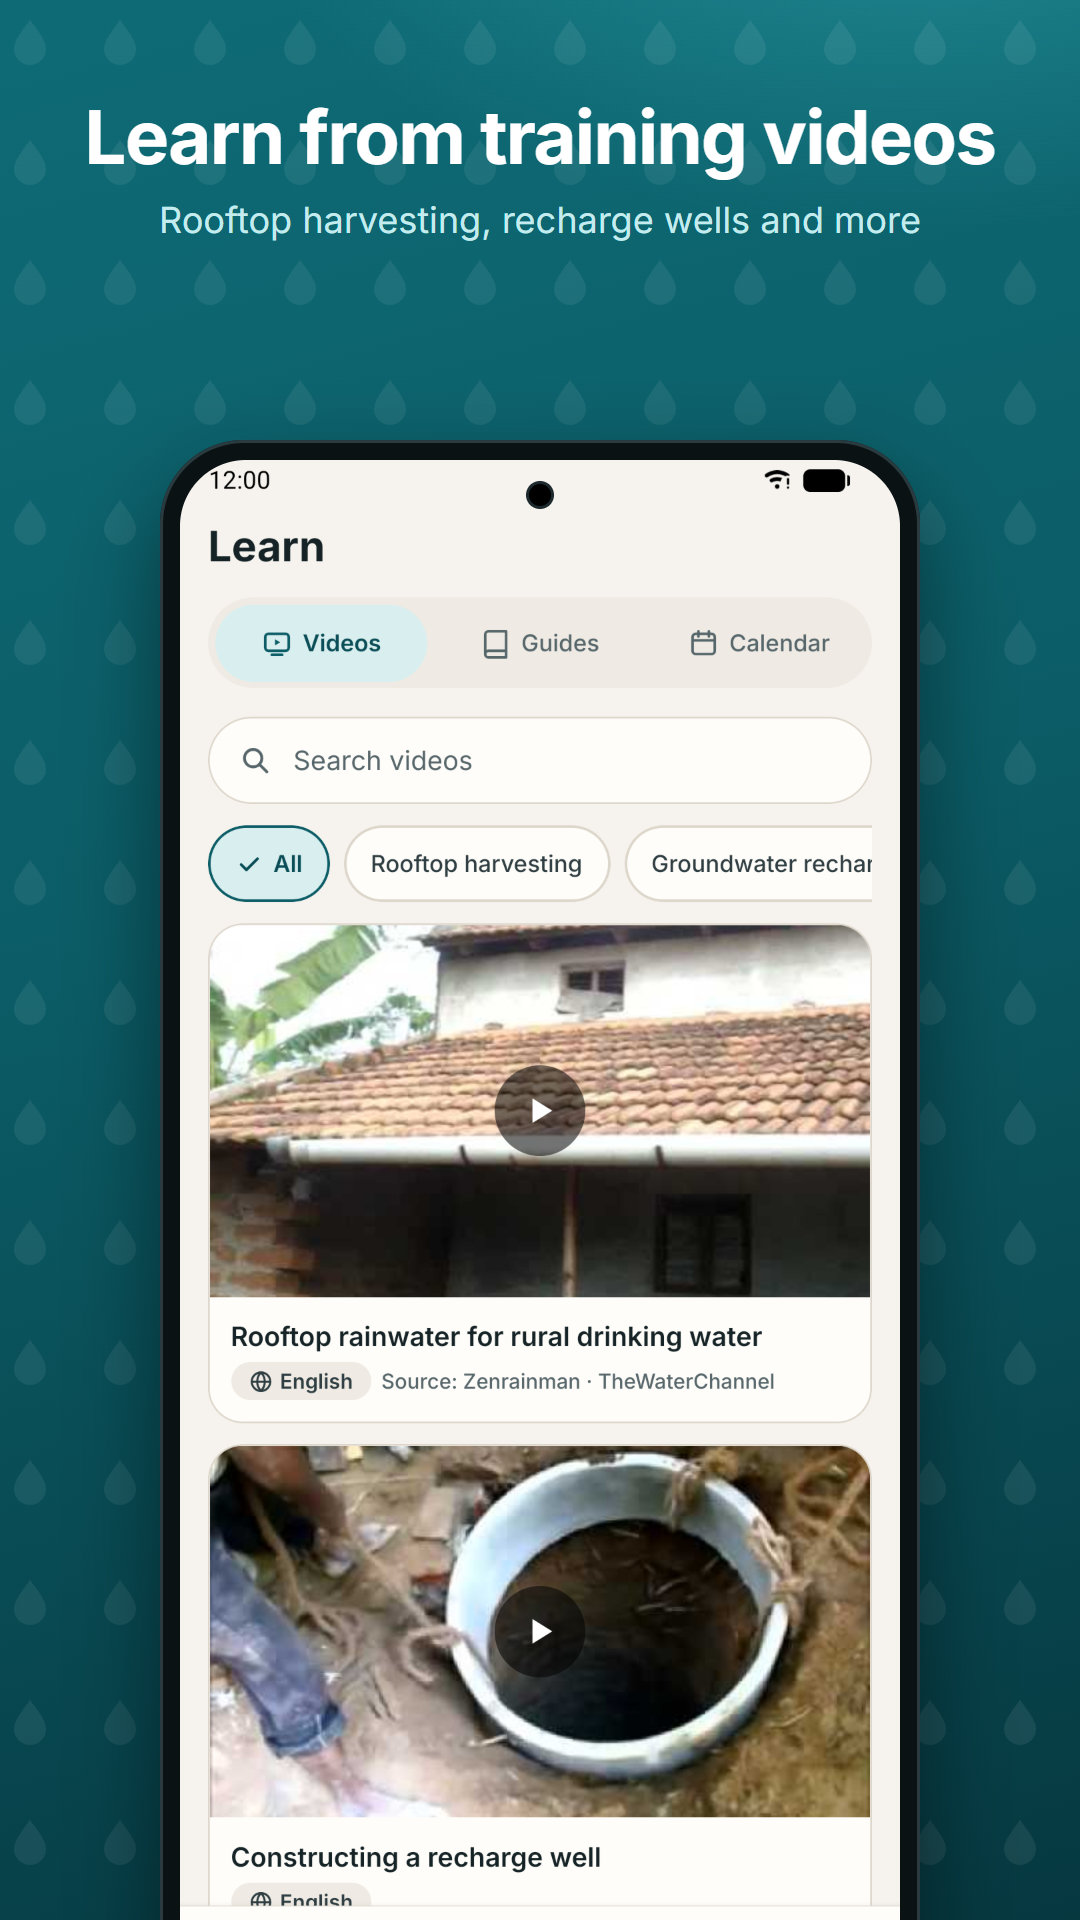 Learn from training videos
Rooftop harvesting, recharge wells and more
12:00
Learn
Videos
Guides
Calendar
Search videos
All
Rooftop harvesting
Groundwater rechar
Rooftop rainwater for rural drinking water
English
Source: Zenrainman · TheWaterChannel
Constructing a recharge well
English